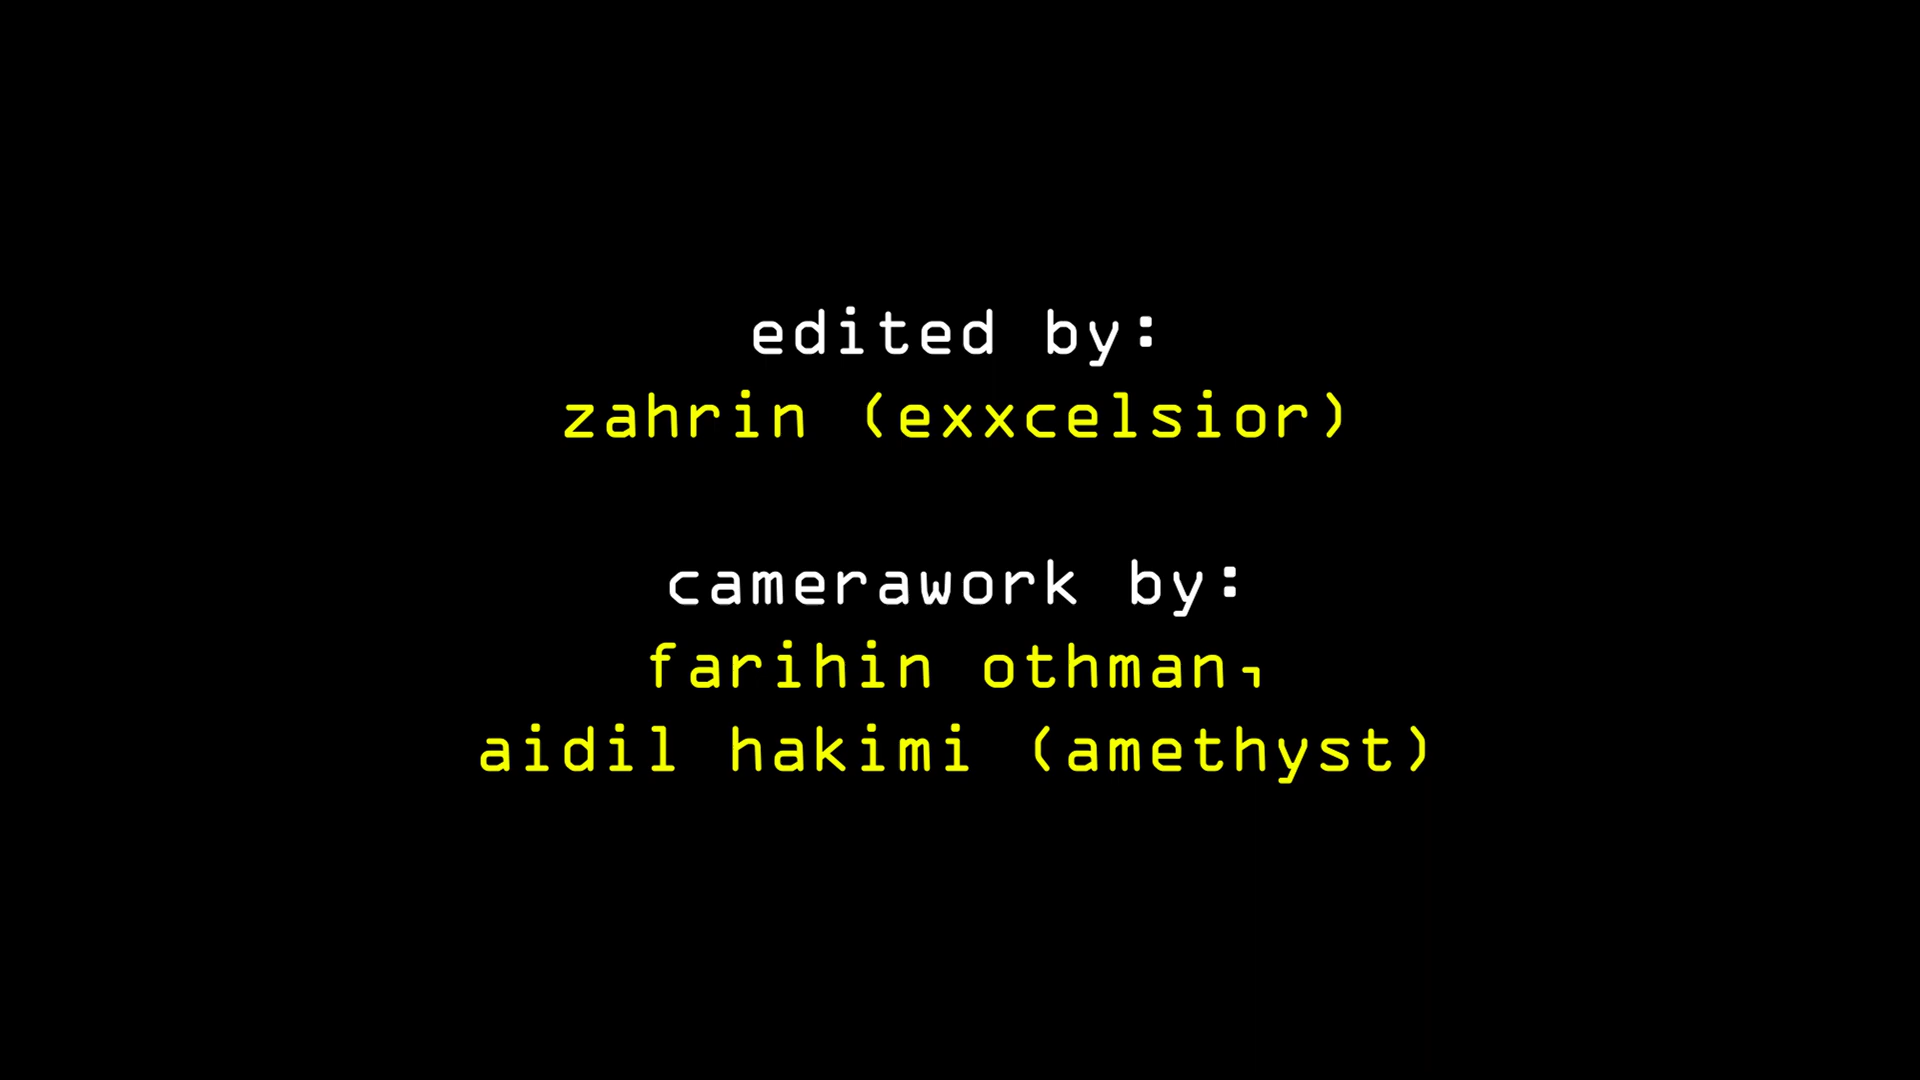 edited by:
zahrin (exxcelsior)
camerawork by:
farihin othman,
aidil hakimi (amethyst)